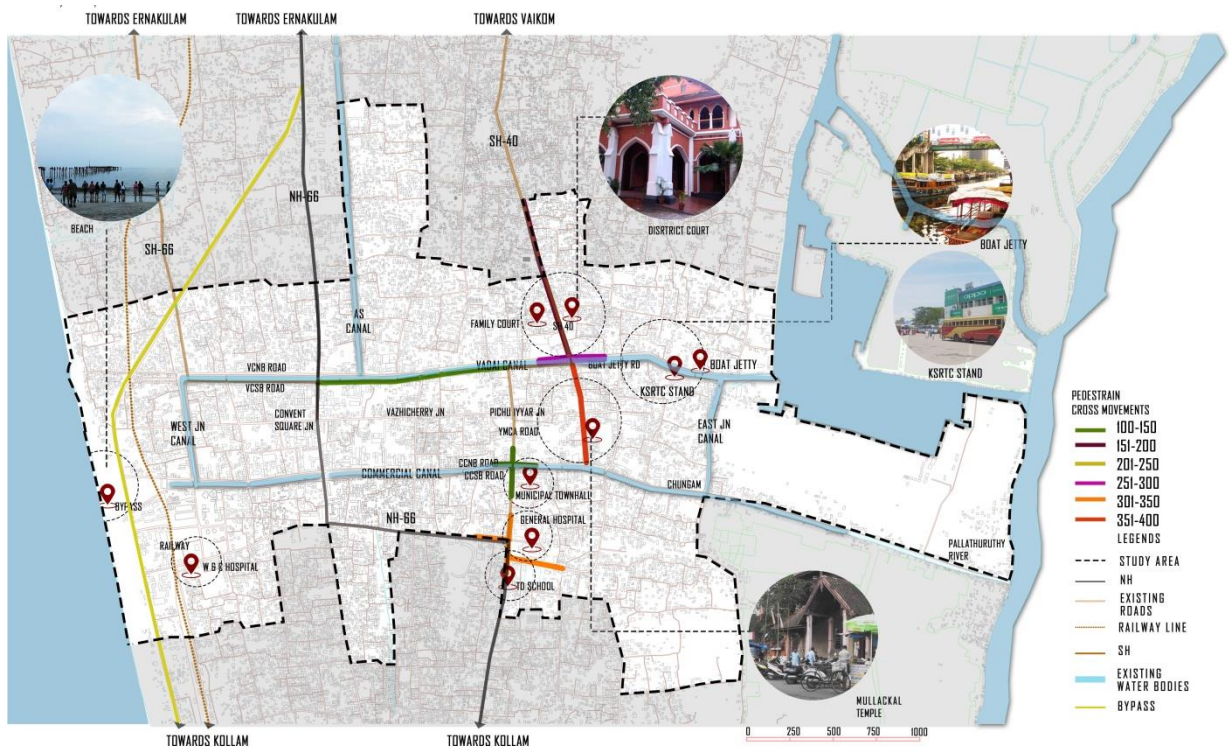 TOWARDS ERNAKULAM
TOWARDS ERNAKULAM
TOWARDS VAIKOM
SH-40
NH-66
SH-66
BEACH
DISRTRICT COURT
BOAT JETTY
KSRTC STAND
AS
CANAL
FAMILY COURT
SH 40
VCNB ROAD
VADAI CANAL
BOAT JETTY RD
BOAT JETTY
VCSB ROAD
KSRTC STAND
CONVENT
SQUARE JN
VAZHICHERRY JN
PICHU IYYAR JN
YMCA ROAD
WEST JN
CANAL
EAST JN
CANAL
COMMERCIAL CANAL
CCNB ROAD
CCSB ROAD
CHUNGAM
MUNICIPAL TOWNHALL
BYPASS
NH-66
GENERAL HOSPITAL
RAILWAY
W & C HOSPITAL
TD SCHOOL
PALLATHURUTHY
RIVER
MULLACKAL
TEMPLE
PEDESTRAIN
CROSS MOVEMENTS
100-150
151-200
201-250
251-300
301-350
351-400
LEGENDS
STUDY AREA
NH
EXISTING
ROADS
RAILWAY LINE
SH
EXISTING
WATER BODIES
BYPASS
0 250 500 750 1000
TOWARDS KOLLAM
TOWARDS KOLLAM
oppo